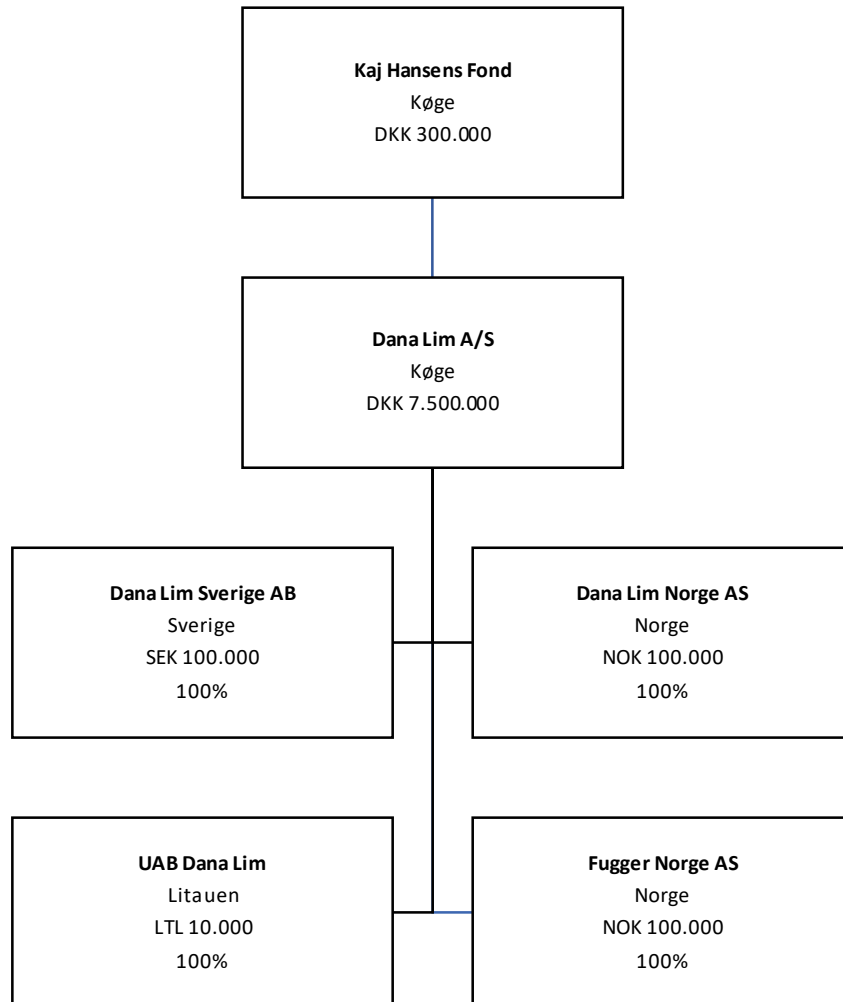 Kaj Hansens Fond
Køge
DKK 300.000
Dana Lim A/S
Køge
DKK 7.500.000
Dana Lim Sverige AB
Sverige
SEK 100.000
100%
Dana Lim Norge AS
Norge
NOK 100.000
100%
UAB Dana Lim
Litauen
LTL 10.000
100%
Fugger Norge AS
Norge
NOK 100.000
100%